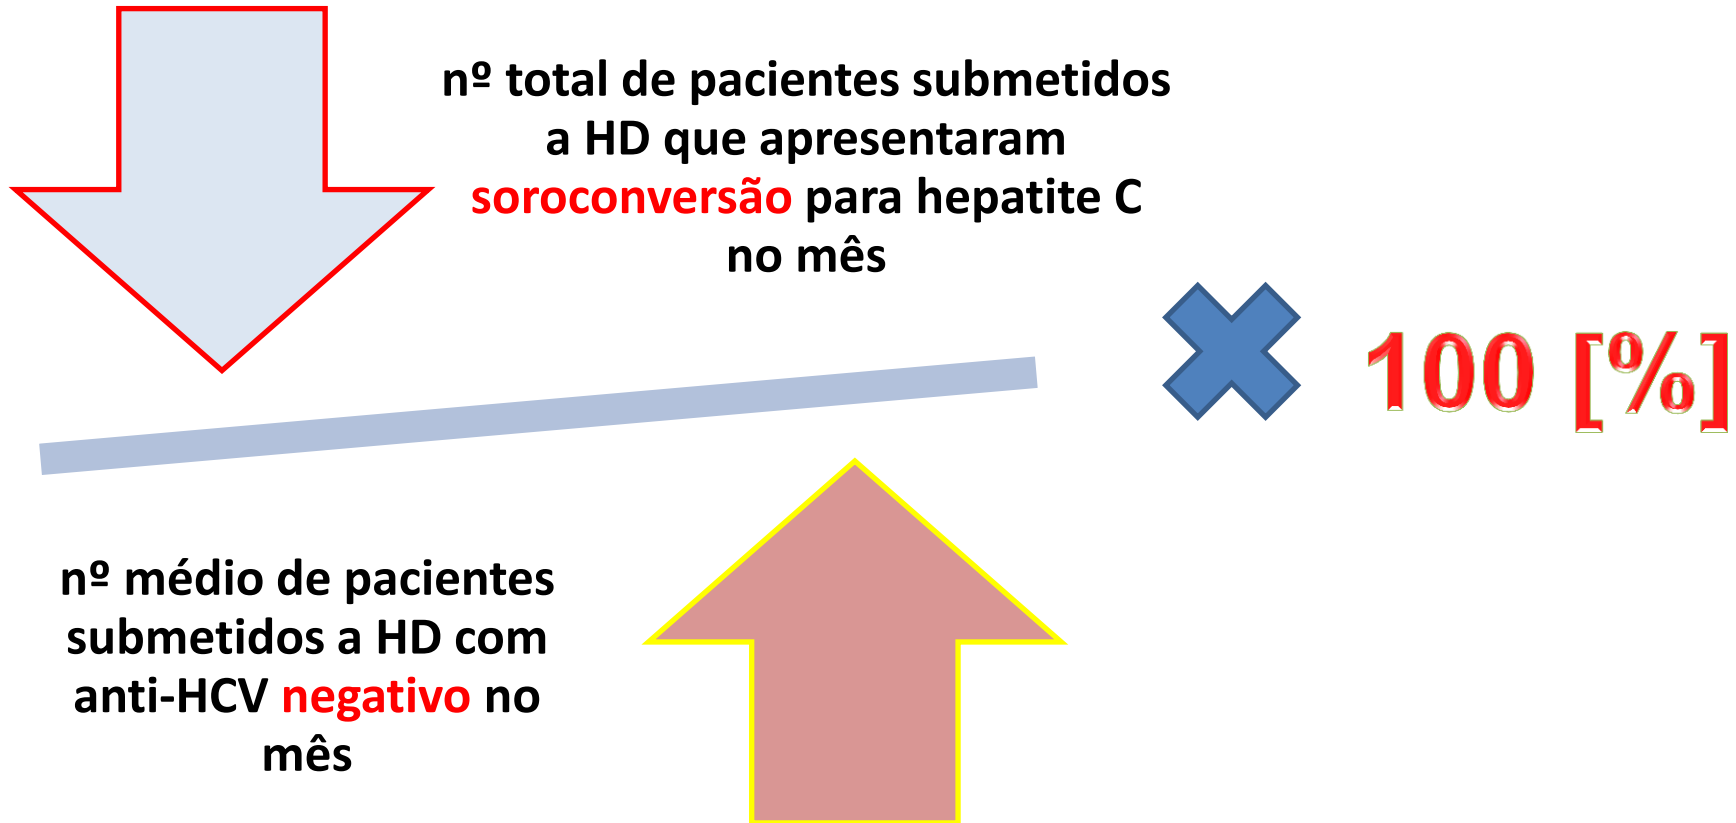 nº total de pacientes submetidos
a HD que apresentaram
soroconversão para hepatite C
no mês
100 [%]
nº médio de pacientes
submetidos a HD com
anti-HCV negativo no
mês